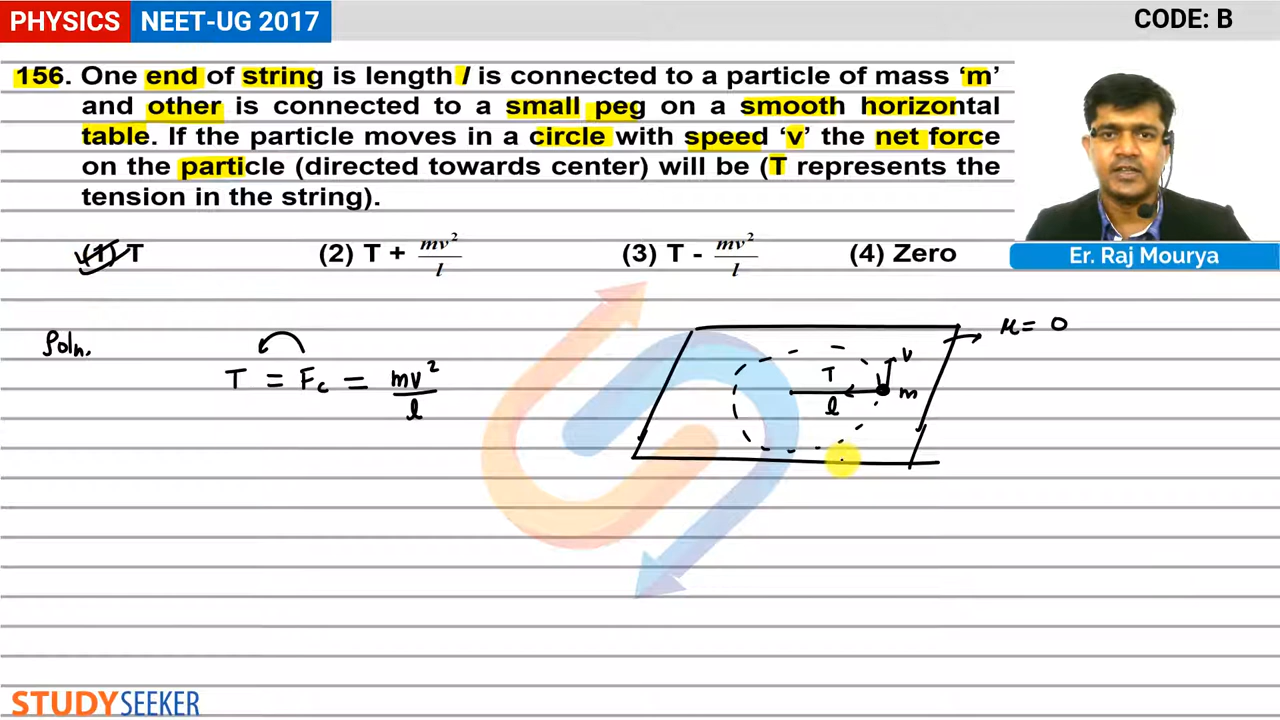 PHYSICS NEET-UG 2017
CODE: B
156. One end of string is length l is connected to a particle of mass ‘m’
and other is connected to a small peg on a smooth horizontal
table. If the particle moves in a circle with speed ‘v’ the net force
on the particle (directed towards center) will be (T represents the
tension in the string).
(1) T (2) T + mv²/l (3) T - mv²/l (4) Zero
Er. Raj Mourya
Soln.
T = Fc = mv²/l
μ = 0
v
T
m
l
STUDYSEEKER